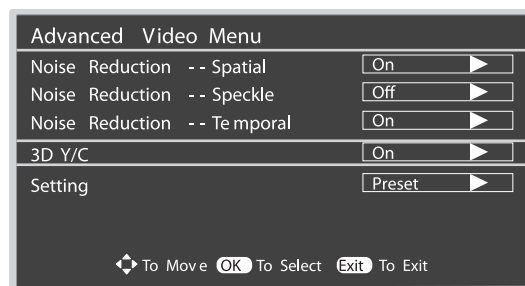 Advanced Video Menu
Noise Reduction -- Spatial On
Noise Reduction -- Speckle Off
Noise Reduction -- Temporal On
3D Y/C On
Setting Preset
To Move OK To Select Exit To Exit